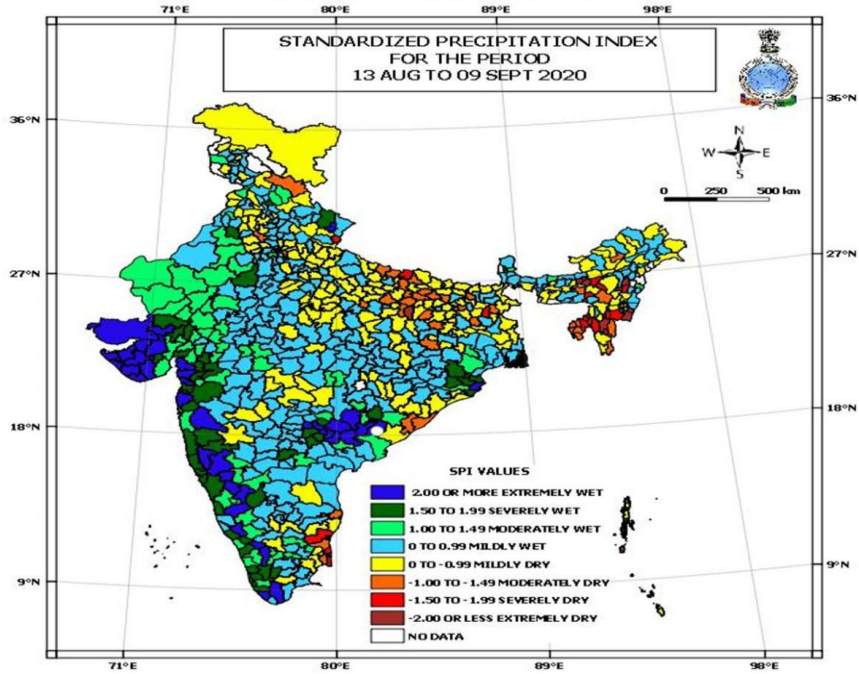 71°E 80°E 89°E 98°E
STANDARDIZED PRECIPITATION INDEX
FOR THE PERIOD
13 AUG TO 09 SEPT 2020
36°N 36°N
N
W E
S
0 250 500 km
27°N 27°N
18°N 18°N
SPI VALUES
2.00 OR MORE EXTREMELY WET
1.50 TO 1.99 SEVERELY WET
1.00 TO 1.49 MODERATELY WET
0 TO 0.99 MILDLY WET
0 TO -0.99 MILDLY DRY
-1.00 TO -1.49 MODERATELY DRY
-1.50 TO -1.99 SEVERELY DRY
-2.00 OR LESS EXTREMELY DRY
NO DATA
9°N 9°N
71°E 80°E 89°E 98°E